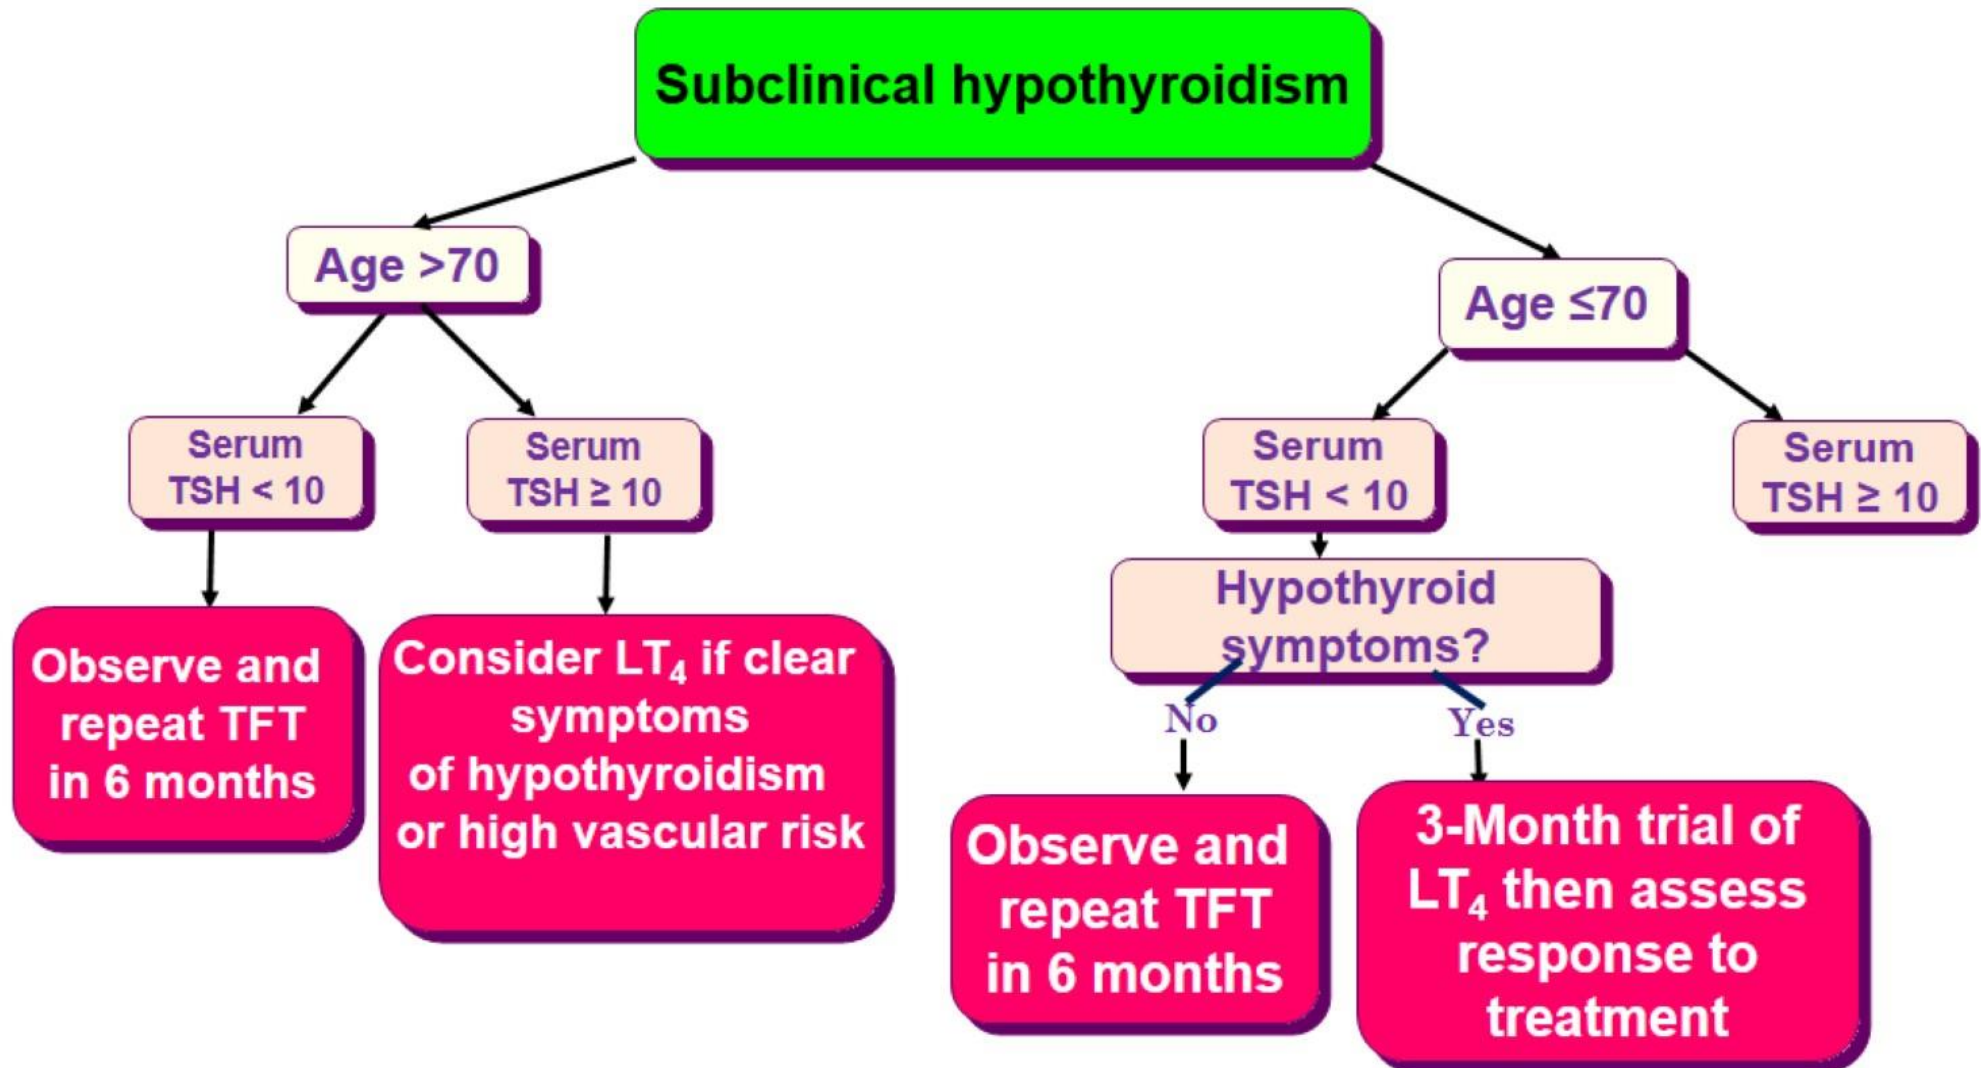 Subclinical hypothyroidism
Age >70
Age ≤70
Serum
TSH < 10
Serum
TSH ≥ 10
Serum
TSH < 10
Serum
TSH ≥ 10
Hypothyroid
symptoms?
No
Yes
Observe and
repeat TFT
in 6 months
Consider LT₄ if clear
symptoms
of hypothyroidism
or high vascular risk
Observe and
repeat TFT
in 6 months
3-Month trial of
LT₄ then assess
response to
treatment